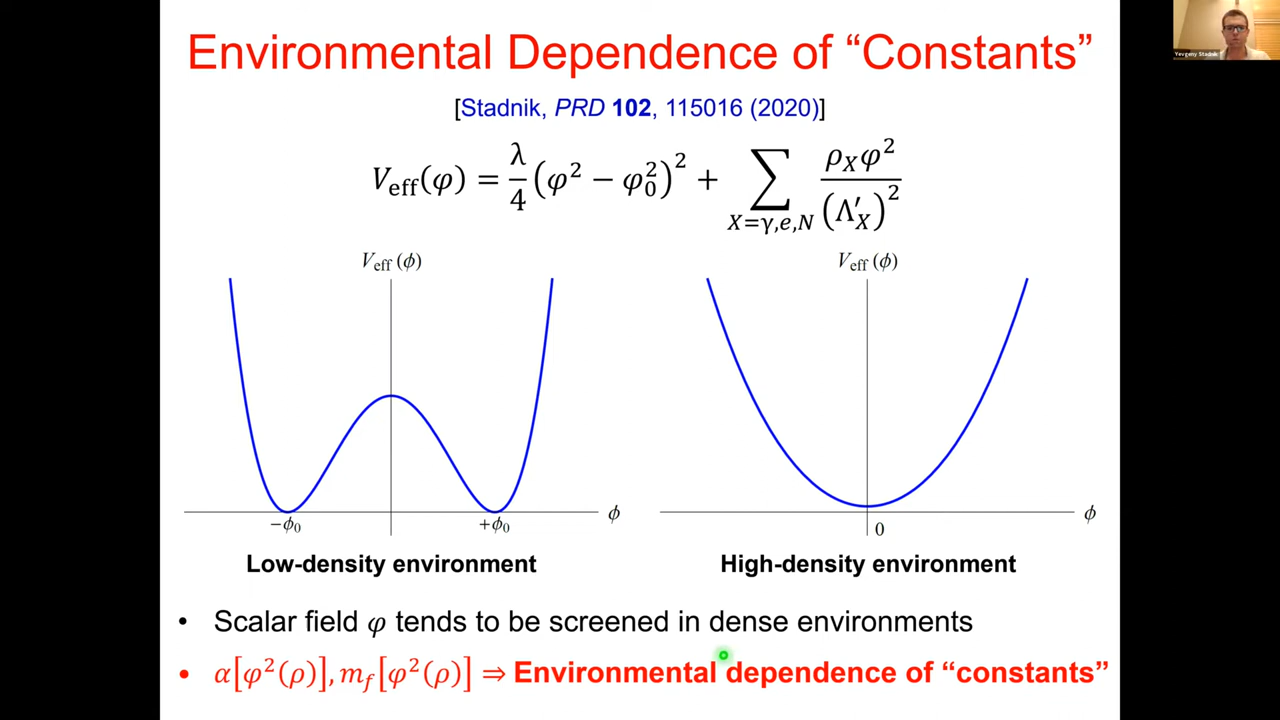 Environmental Dependence of “Constants”
Yevgeny Stadnik
[Stadnik, PRD 102, 115016 (2020)]
V_eff(φ) = λ/4 (φ² − φ₀²)² + ∑_{X=γ,e,N} ρ_X φ² / (Λ′_X)²
V_eff (ϕ)
V_eff (ϕ)
ϕ
ϕ
−ϕ₀
+ϕ₀
0
Low-density environment
High-density environment
• Scalar field φ tends to be screened in dense environments
• α[φ²(ρ)], m_f[φ²(ρ)] ⇒ Environmental dependence of “constants”